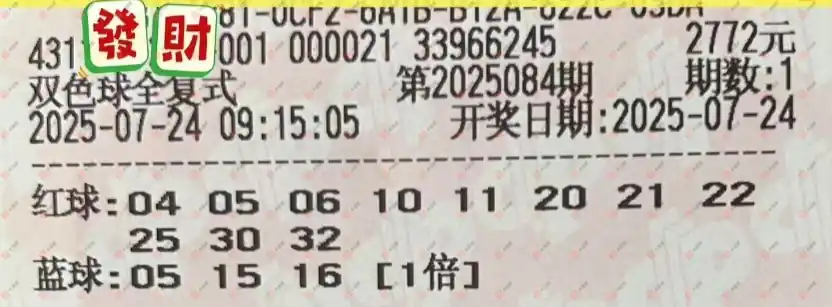 431
發財
001 000021 33966245 2772元
双色球全复式 第2025084期 期数:1
2025-07-24 09:15:05 开奖日期:2025-07-24
红球:04 05 06 10 11 20 21 22
25 30 32
蓝球:05 15 16 [1倍]